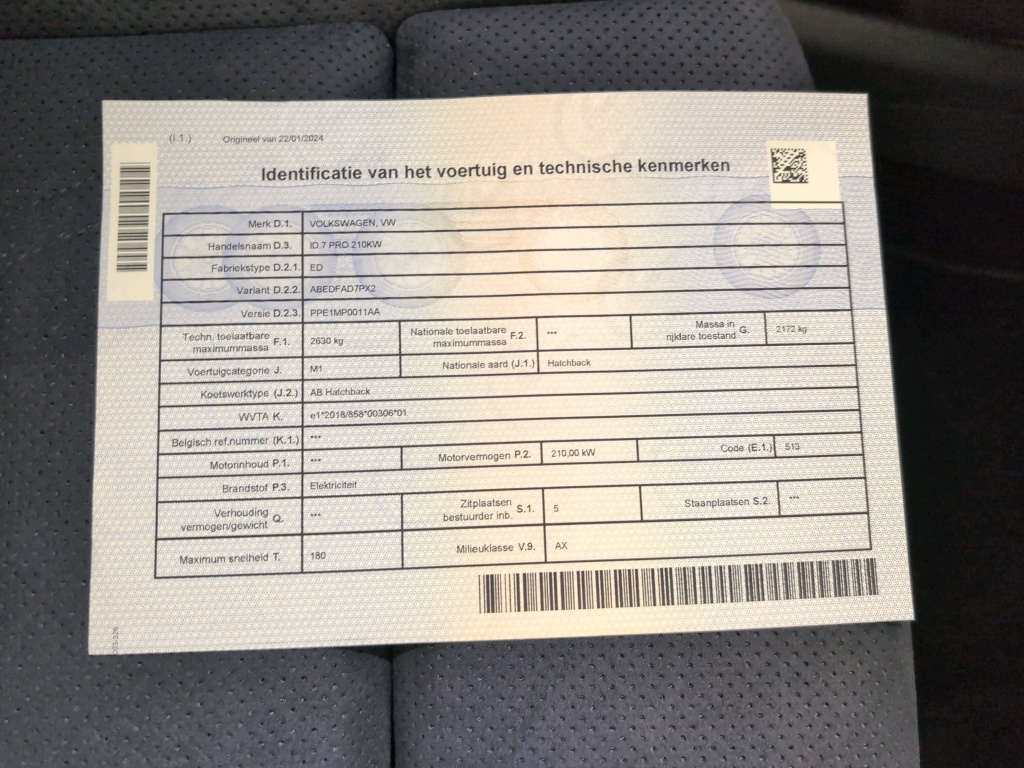 (I.1.) Origineel van 22/01/2024
Identificatie van het voertuig en technische kenmerken
Merk D.1. VOLKSWAGEN, VW
Handelsnaam D.3. ID.7 PRO 210KW
Fabriekstype D.2.1. ED
Variant D.2.2. ABEDFAD7PX2
Versie D.2.3. PPE1MP0011AA
Techn. toelaatbare maximummassa F.1. 2630 kg Nationale toelaatbare maximummassa F.2. *** Massa in rijklare toestand G. 2172 kg
Voertuigcategorie J. M1 Nationale aard (J.1.) Hatchback
Koetswerktype (J.2.) AB Hatchback
WVTA K. e1*2018/858*00306*01
Belgisch ref.nummer (K.1.) ***
Motorinhoud P.1. *** Motorvermogen P.2. 210,00 kW Code (E.1.) 513
Brandstof P.3. Elektriciteit
Verhouding vermogen/gewicht Q. *** Zitplaatsen bestuurder inb. S.1. 5 Staanplaatsen S.2. ***
Maximum snelheid T. 180 Milieuklasse V.9. AX